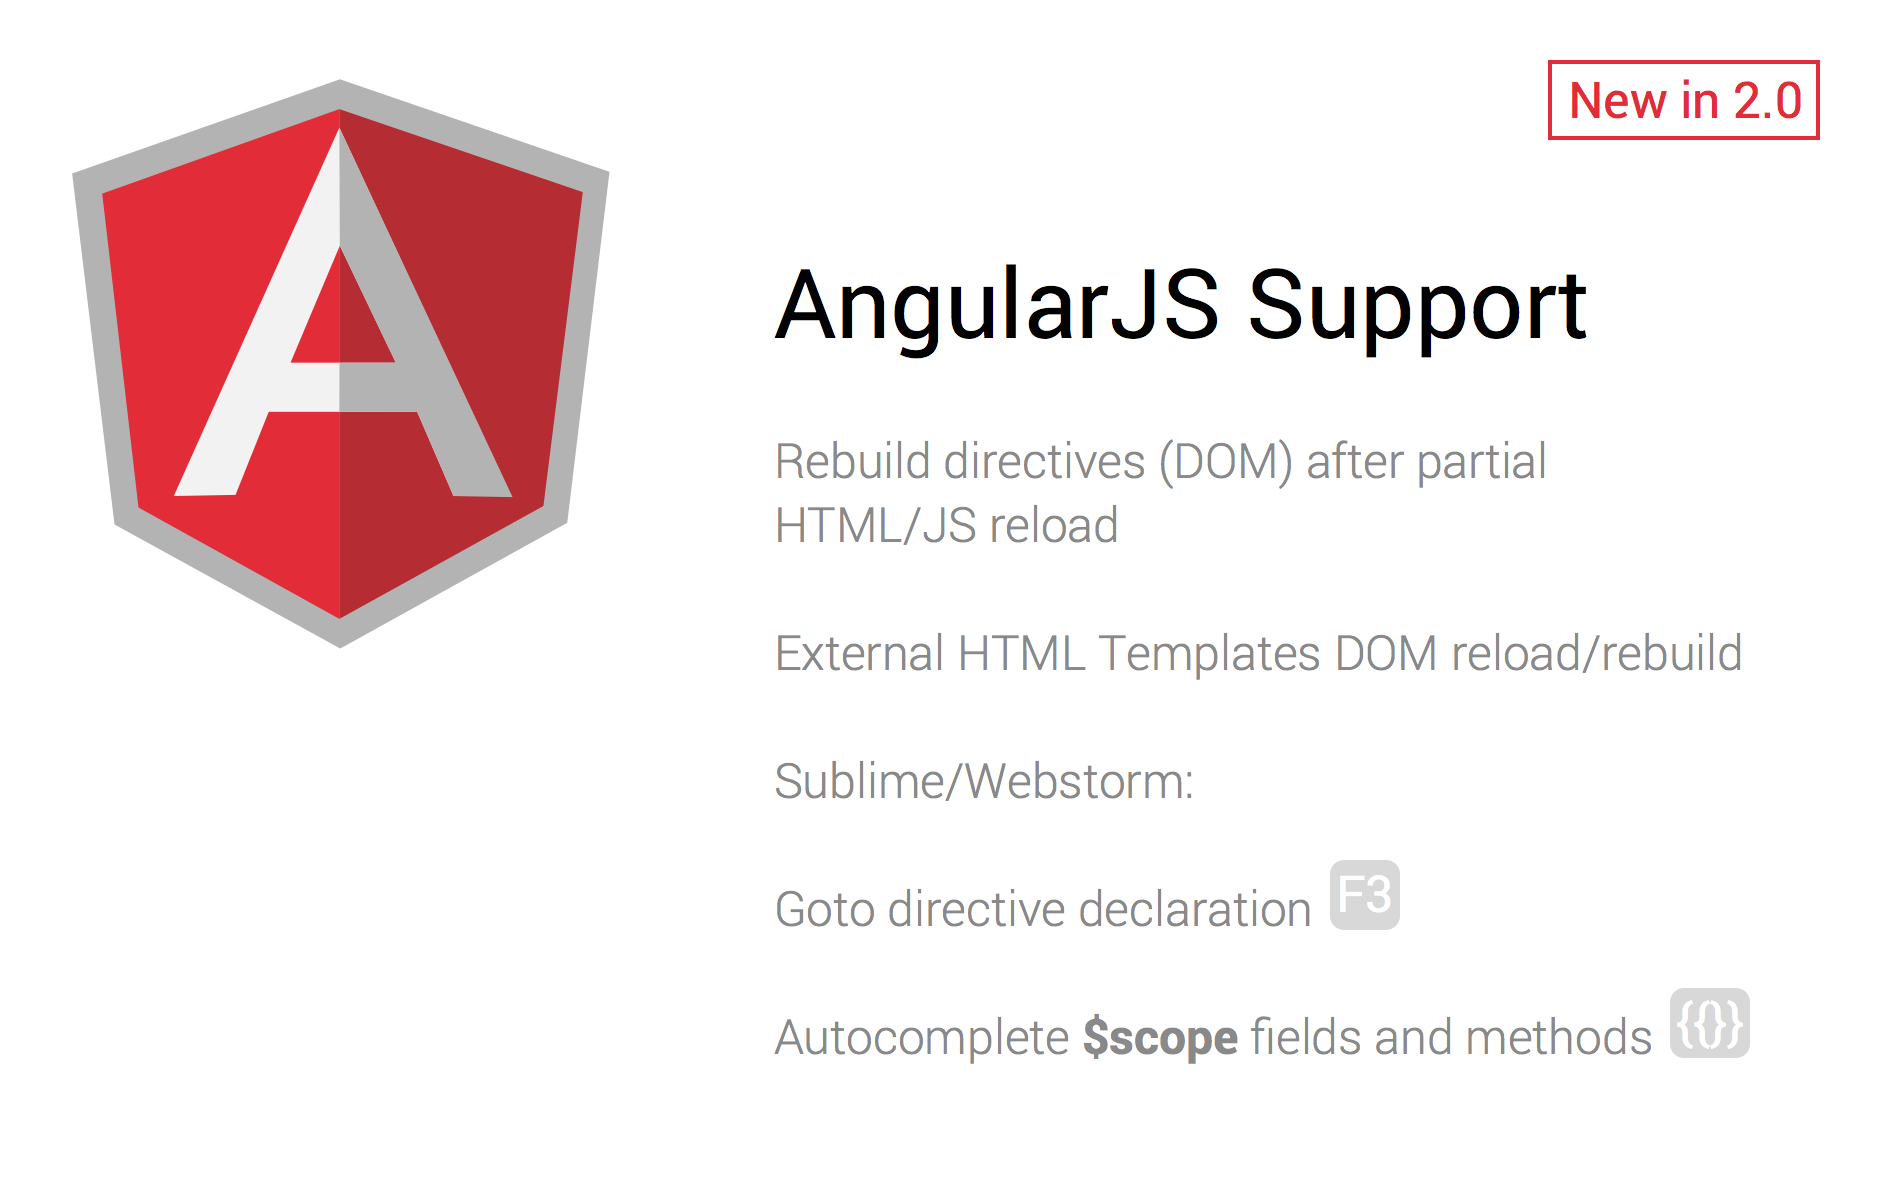 New in 2.0
AngularJS Support
Rebuild directives (DOM) after partial
HTML/JS reload
External HTML Templates DOM reload/rebuild
Sublime/Webstorm:
Goto directive declaration F3
Autocomplete $scope fields and methods {{}}